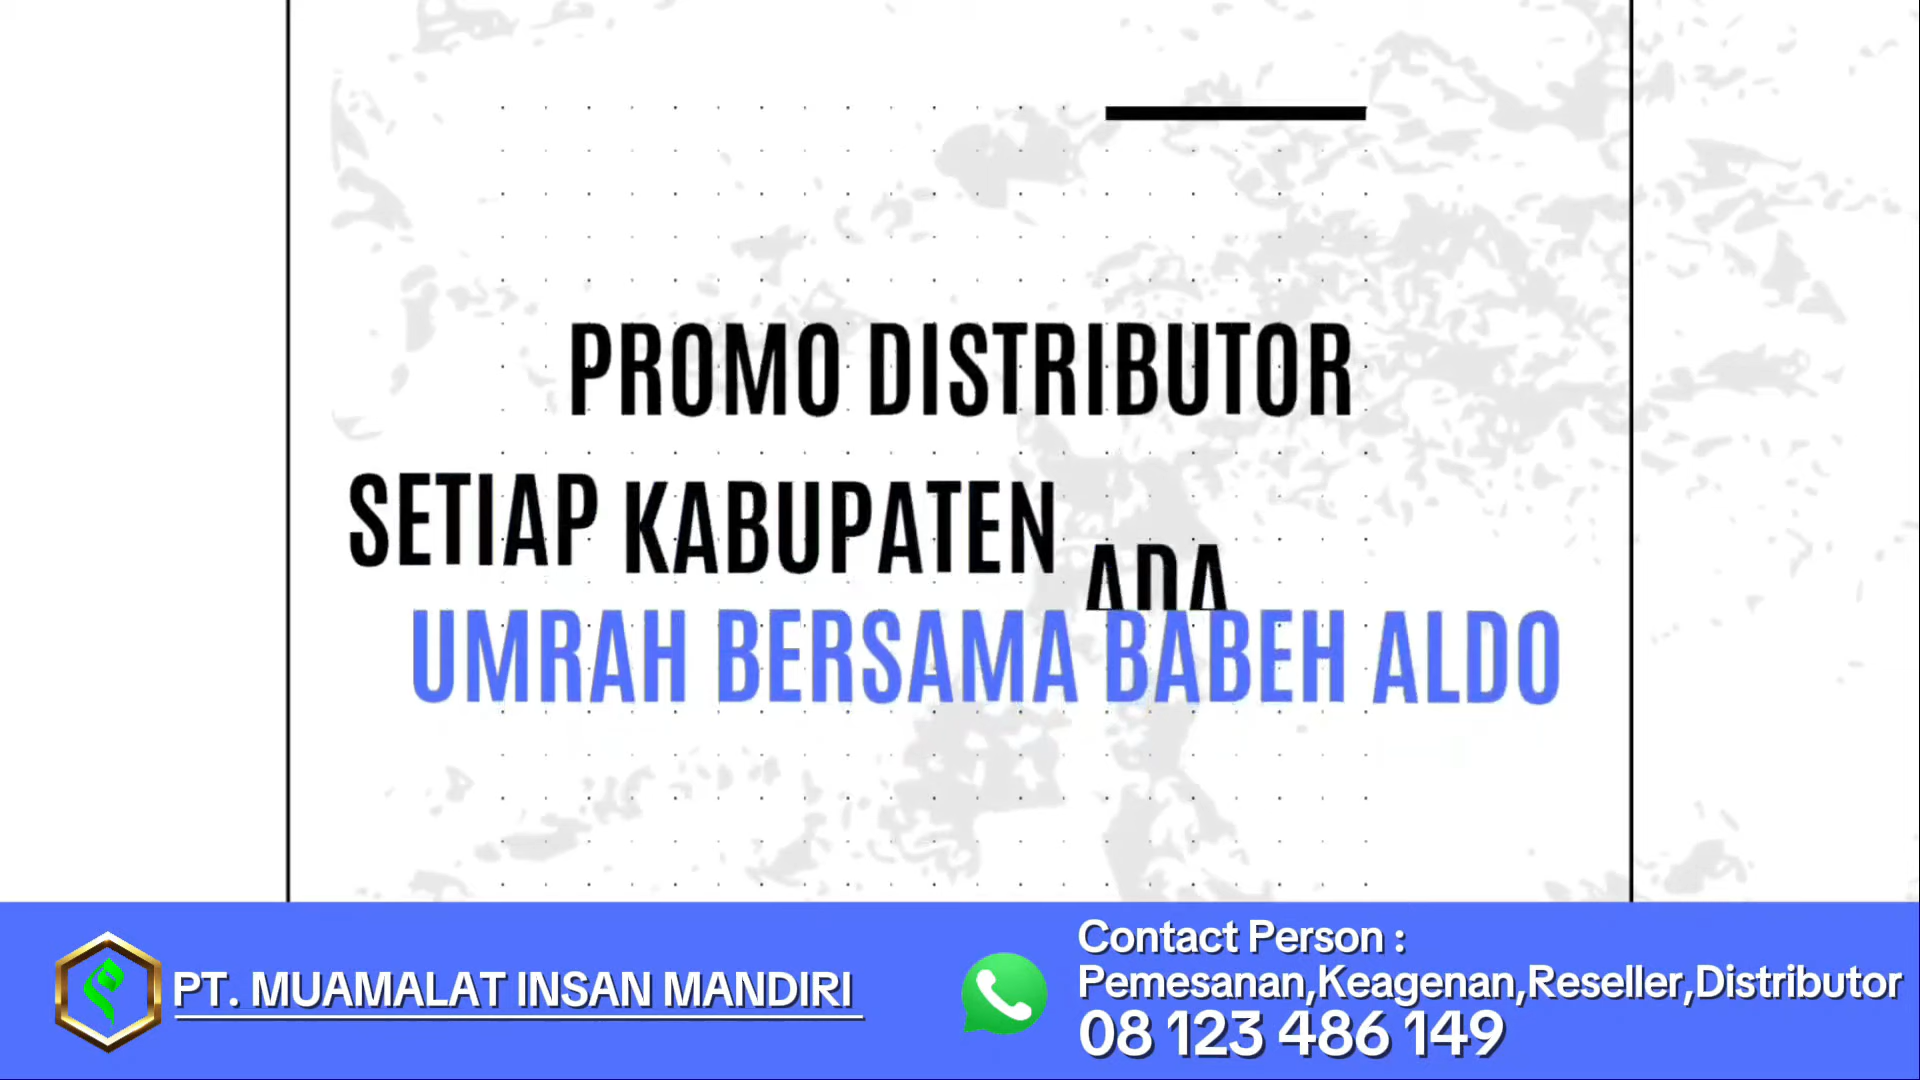 PROMO DISTRIBUTOR
SETIAP KABUPATEN ADA
UMRAH BERSAMA BABEH ALDO
PT. MUAMALAT INSAN MANDIRI
Contact Person :
Pemesanan,Keagenan,Reseller,Distributor
08 123 486 149